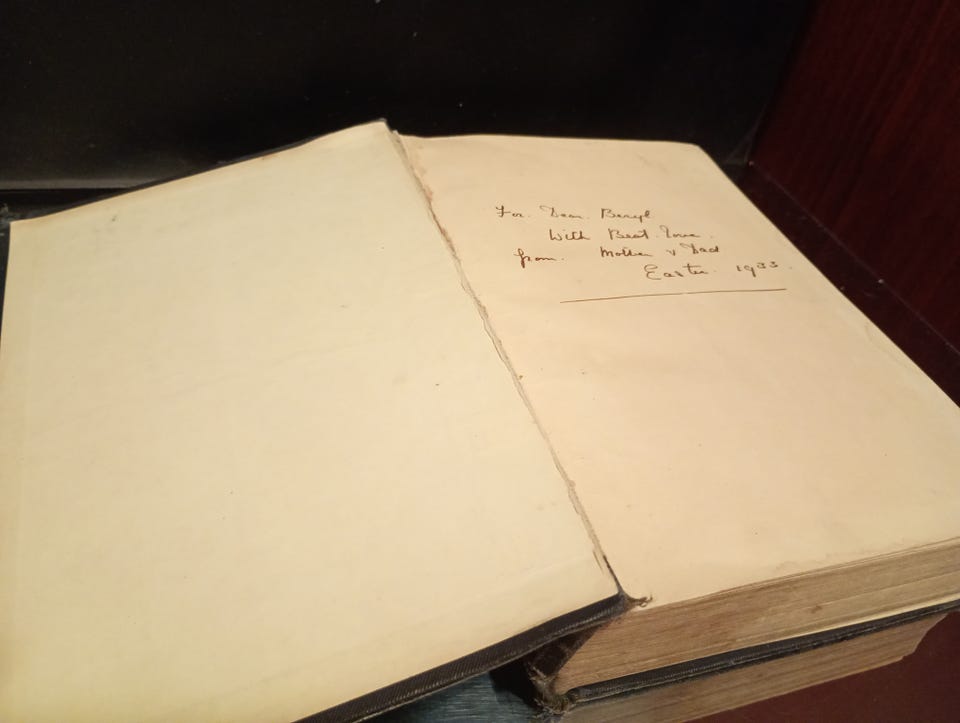 For. Dear. Beryl.
With Best. Love.
from. Mother & Dad
Easter. 1933.